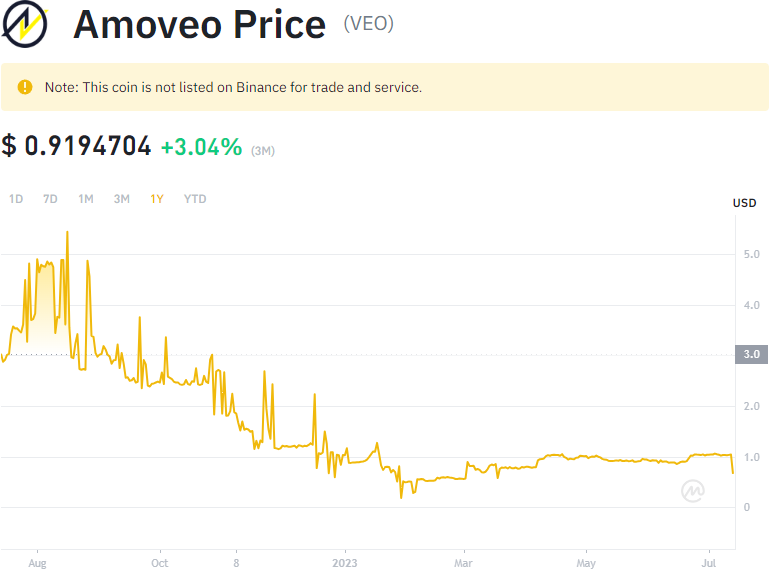 Amoveo Price (VEO)
Note: This coin is not listed on Binance for trade and service.
$ 0.9194704 +3.04% (3M)
1D 7D 1M 3M 1Y YTD
USD
5.0
4.0
3.0
2.0
1.0
0
Aug Oct 8 2023 Mar May Jul